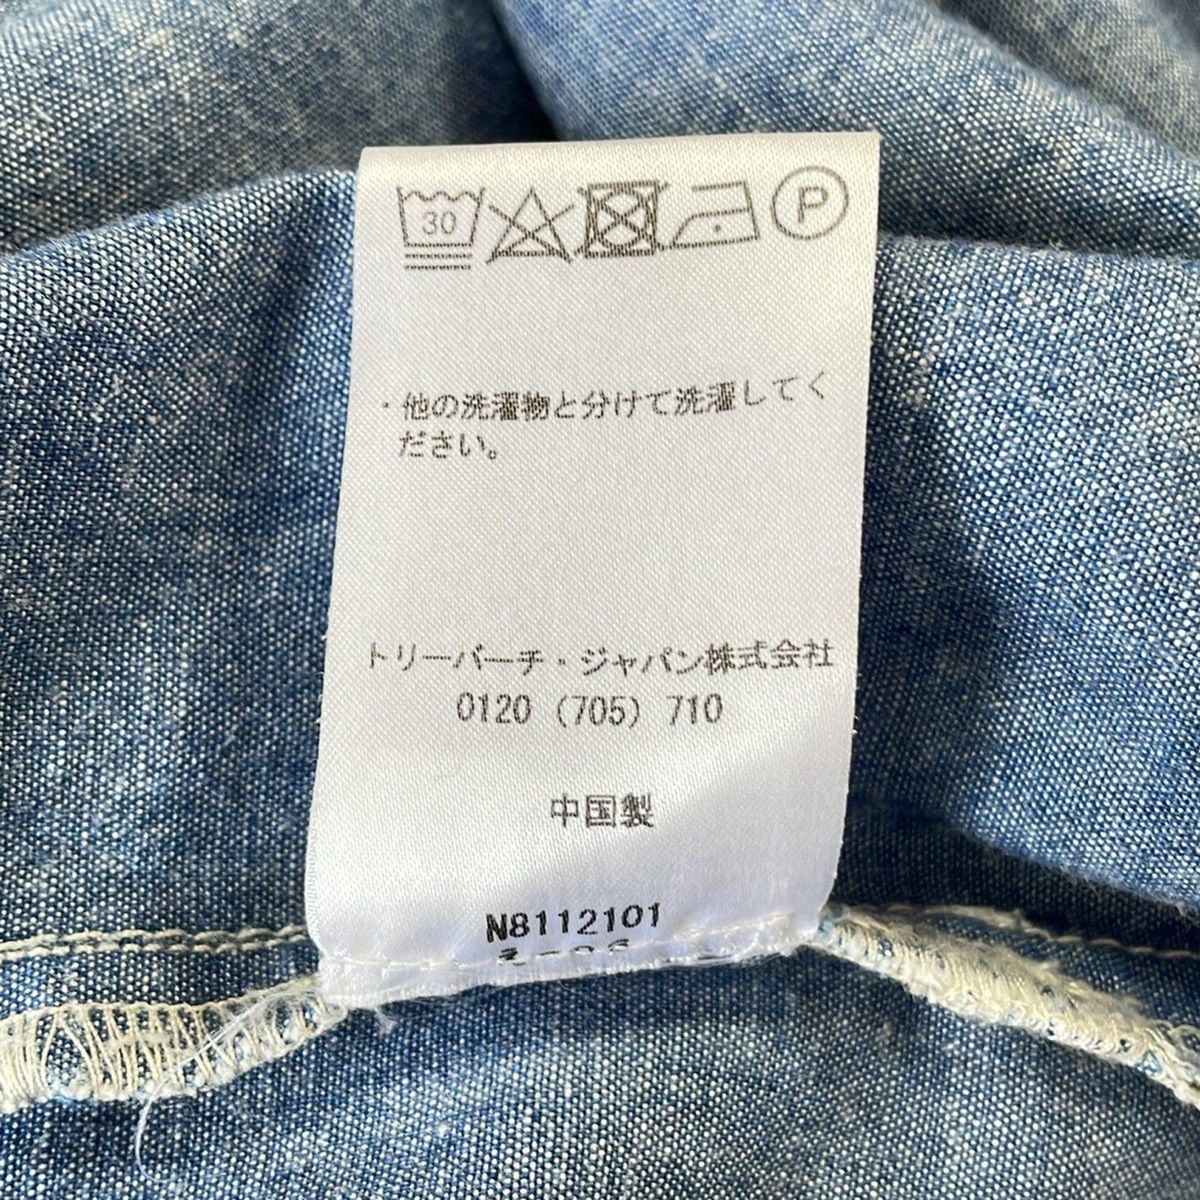 30
P
・他の洗濯物と分けて洗濯してく
ださい。
トリーバーチ・ジャパン株式会社
0120 (705) 710
中国製
N8112101